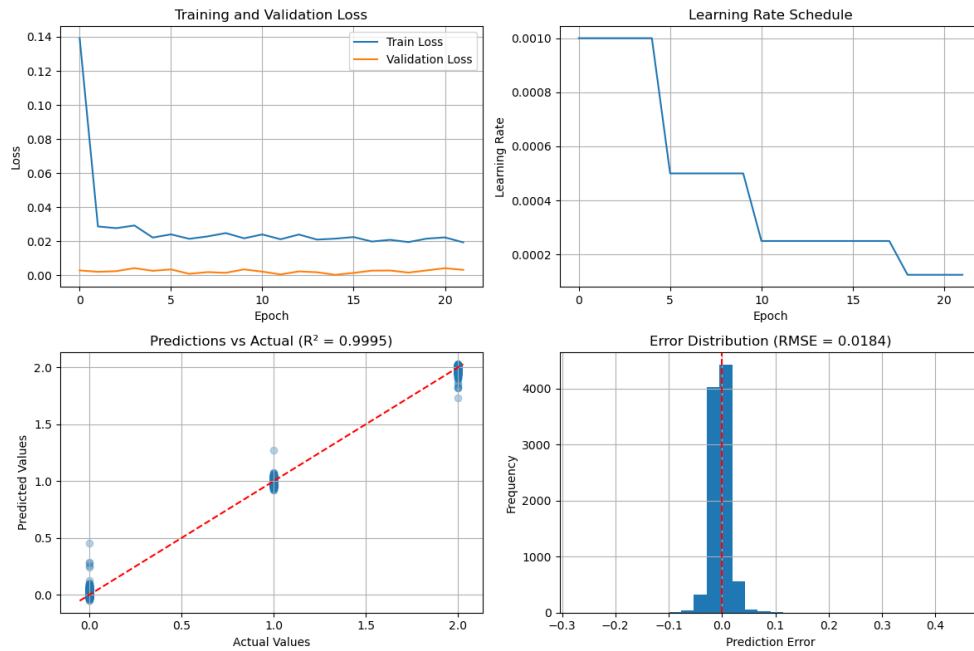 Training and Validation Loss
Loss
0.14
0.12
0.10
0.08
0.06
0.04
0.02
0.00
Train Loss
Validation Loss
0 5 10 15 20
Epoch
Learning Rate Schedule
Learning Rate
0.0010
0.0008
0.0006
0.0004
0.0002
0 5 10 15 20
Epoch
Predictions vs Actual (R² = 0.9995)
Predicted Values
2.0
1.5
1.0
0.5
0.0
0.0 0.5 1.0 1.5 2.0
Actual Values
Error Distribution (RMSE = 0.0184)
Frequency
4000
3000
2000
1000
0
−0.3 −0.2 −0.1 0.0 0.1 0.2 0.3 0.4
Prediction Error